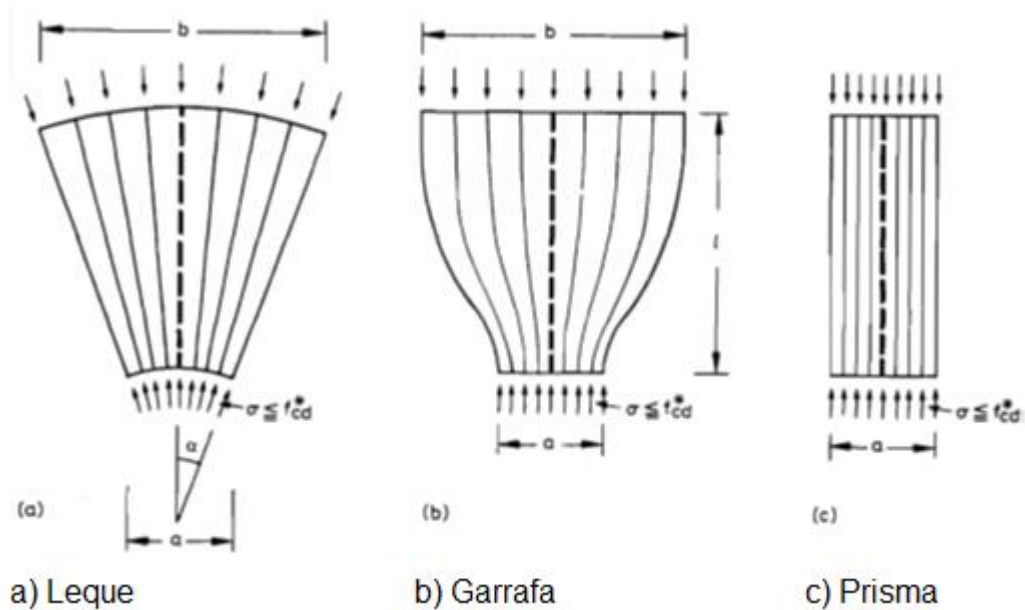 b
b
σ ≦ f*cd
α
a
(a)
l
σ ≦ f*cd
a
(b)
σ ≦ f*cd
(c)
a
a) Leque
b) Garrafa
c) Prisma